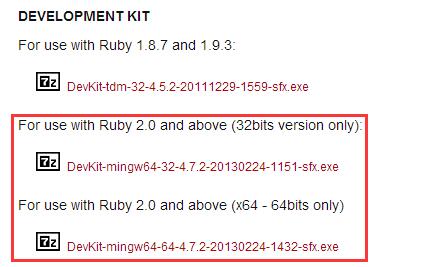 DEVELOPMENT KIT
For use with Ruby 1.8.7 and 1.9.3:
7z DevKit-tdm-32-4.5.2-20111229-1559-sfx.exe
For use with Ruby 2.0 and above (32bits version only):
7z DevKit-mingw64-32-4.7.2-20130224-1151-sfx.exe
For use with Ruby 2.0 and above (x64 - 64bits only)
7z DevKit-mingw64-64-4.7.2-20130224-1432-sfx.exe